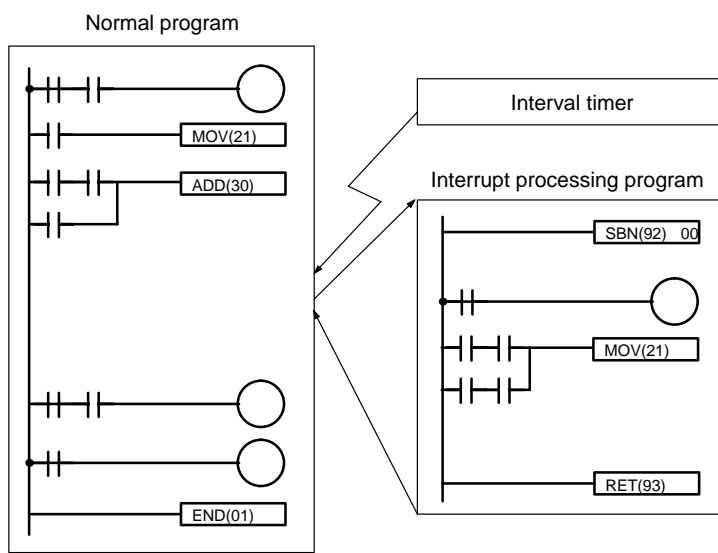 Normal program
MOV(21)
ADD(30)
END(01)
Interval timer
Interrupt processing program
SBN(92) 00
MOV(21)
RET(93)